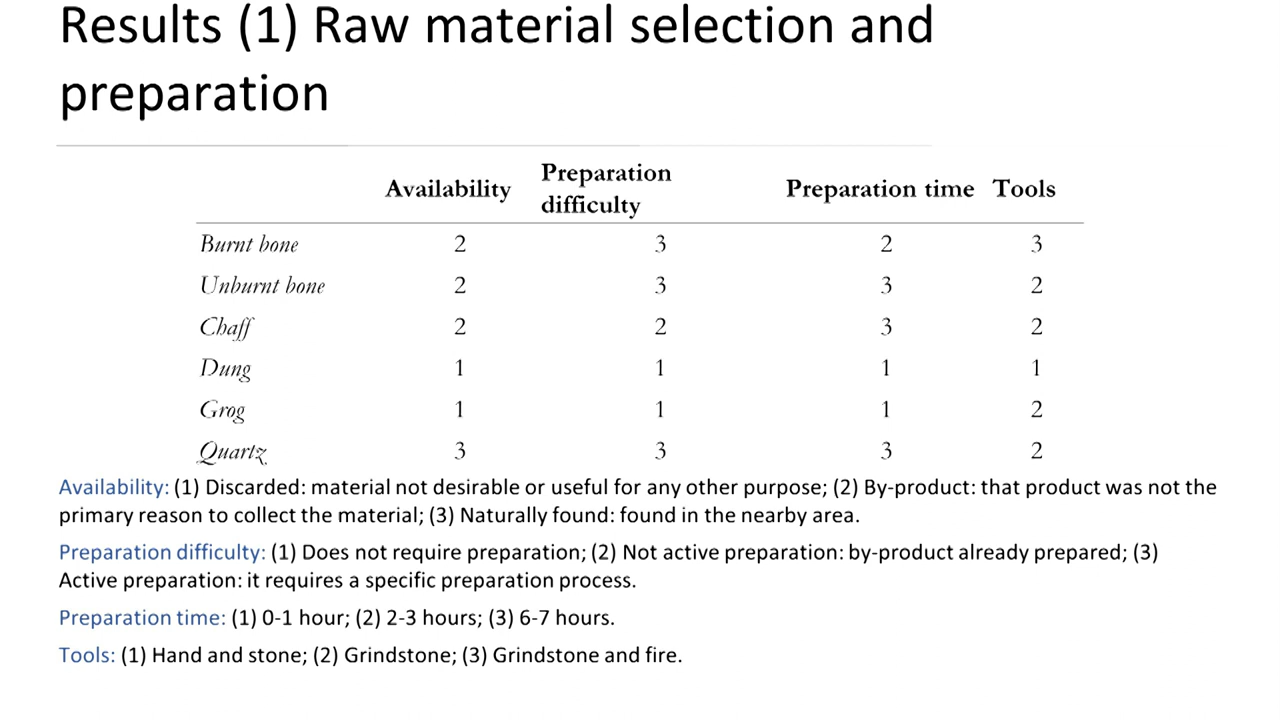 Results (1) Raw material selection and
preparation
Availability Preparation difficulty Preparation time Tools
Burnt bone 2 3 2 3
Unburnt bone 2 3 3 2
Chaff 2 2 3 2
Dung 1 1 1 1
Grog 1 1 1 2
Quartz 3 3 3 2
Availability: (1) Discarded: material not desirable or useful for any other purpose; (2) By-product: that product was not the
primary reason to collect the material; (3) Naturally found: found in the nearby area.
Preparation difficulty: (1) Does not require preparation; (2) Not active preparation: by-product already prepared; (3)
Active preparation: it requires a specific preparation process.
Preparation time: (1) 0-1 hour; (2) 2-3 hours; (3) 6-7 hours.
Tools: (1) Hand and stone; (2) Grindstone; (3) Grindstone and fire.